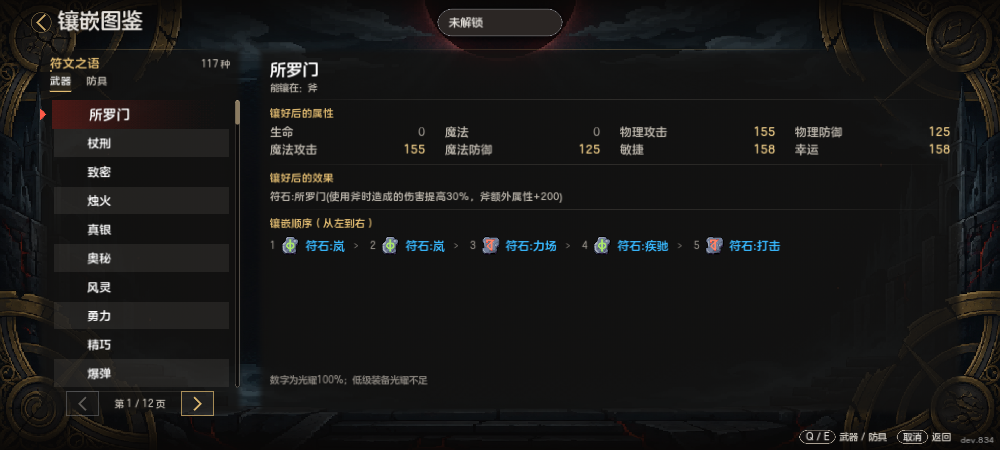 镶嵌图鉴
未解锁
符文之语 117种
武器 防具
所罗门
杖刑
致密
烛火
真银
奥秘
风灵
勇力
精巧
爆弹
第1/12页
所罗门
能镶在：斧
镶好后的属性
生命 0 魔法 0 物理攻击 155 物理防御 125
魔法攻击 155 魔法防御 125 敏捷 158 幸运 158
镶好后的效果
符石:所罗门(使用斧时造成的伤害提高30%，斧额外属性+200)
镶嵌顺序（从左到右）
1 符石:岚 > 2 符石:岚 > 3 符石:力场 > 4 符石:疾驰 > 5 符石:打击
数字为光耀100%；低级装备光耀不足
Q / E 武器 / 防具 取消 返回 dev.834